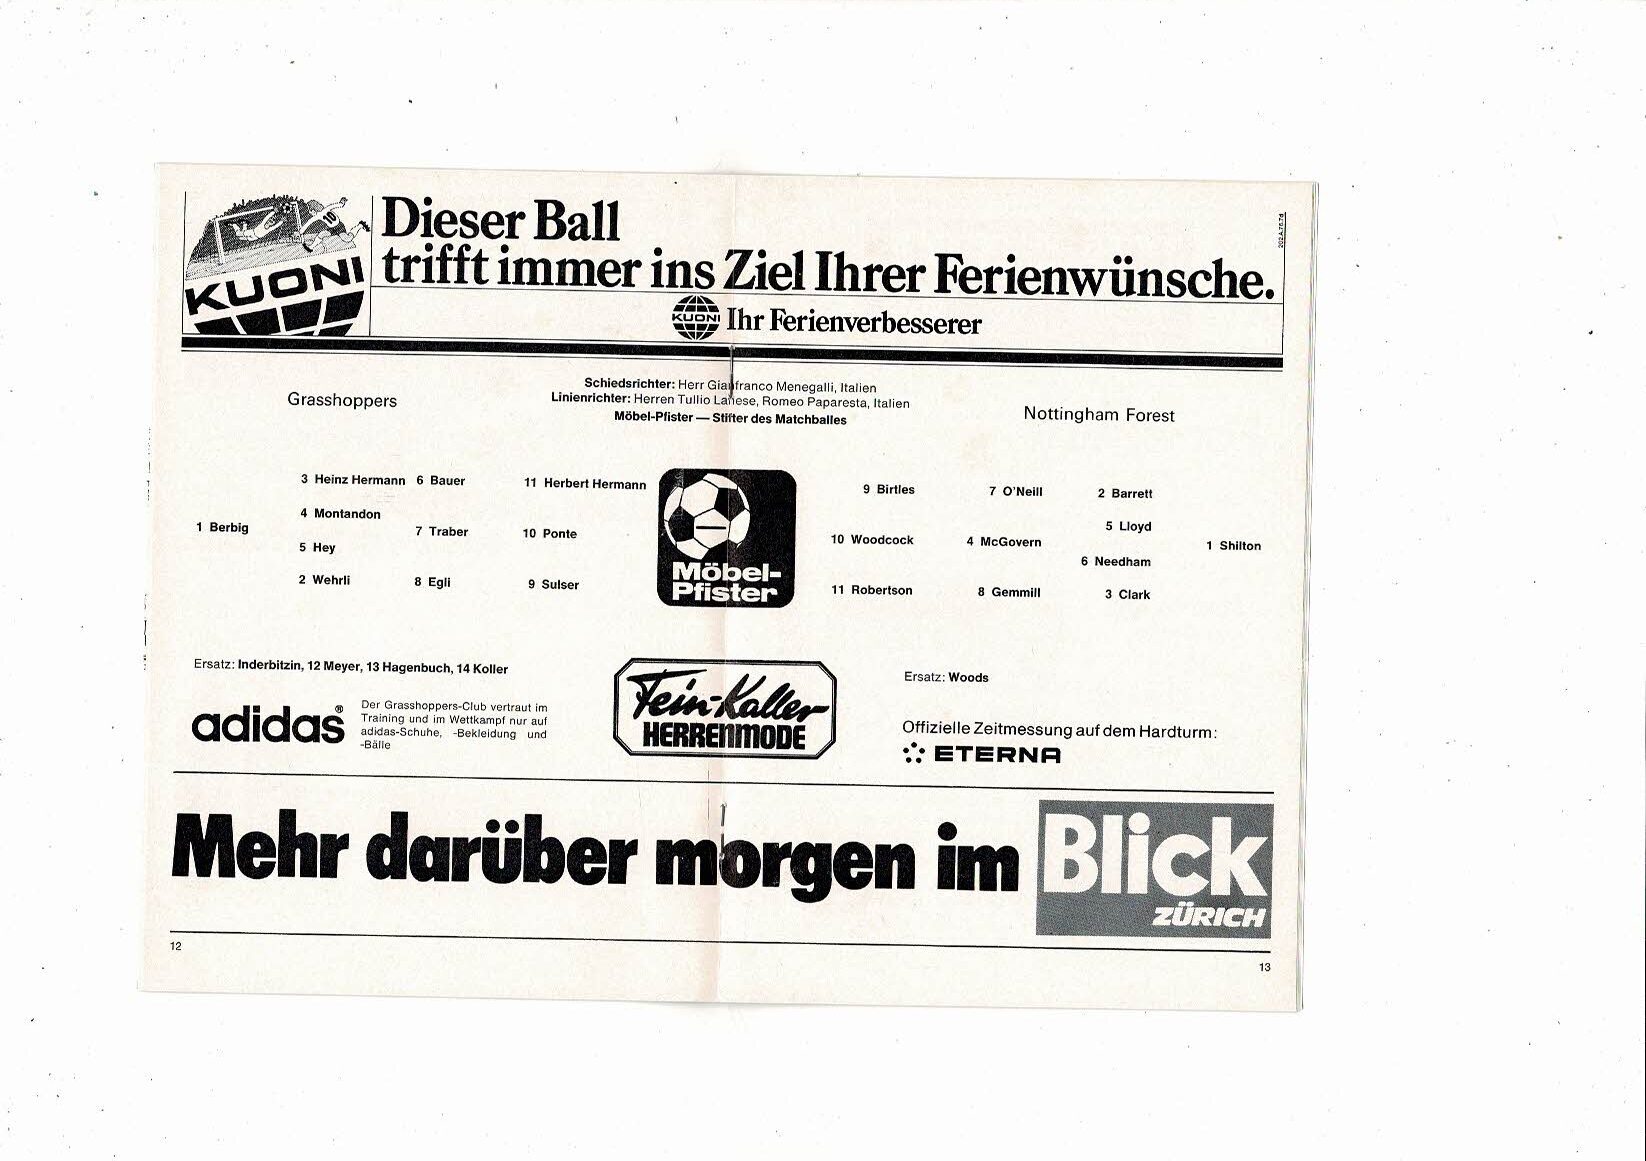 Dieser Ball
trifft immer ins Ziel Ihrer Ferienwünsche.
10
KUONI
KUONI Ihr Ferienverbesserer
202A.78.7d
Grasshoppers
Schiedsrichter: Herr Gianfranco Menegalli, Italien
Linienrichter: Herren Tullio Lanese, Romeo Paparesta, Italien
Möbel-Pfister — Stifter des Matchballes
Nottingham Forest
1 Berbig
3 Heinz Hermann
4 Montandon
5 Hey
2 Wehrli
6 Bauer
7 Traber
8 Egli
11 Herbert Hermann
10 Ponte
9 Sulser
Möbel-
Pfister
9 Birtles
10 Woodcock
11 Robertson
7 O'Neill
4 McGovern
8 Gemmill
2 Barrett
5 Lloyd
6 Needham
3 Clark
1 Shilton
Ersatz: Inderbitzin, 12 Meyer, 13 Hagenbuch, 14 Koller
adidas®
Der Grasshoppers-Club vertraut im
Training und im Wettkampf nur auf
adidas-Schuhe, -Bekleidung und
-Bälle
Fein-Kaller
HERRENMODE
Ersatz: Woods
Offizielle Zeitmessung auf dem Hardturm:
ETERNA
Mehr darüber morgen im Blick
ZÜRICH
12
13